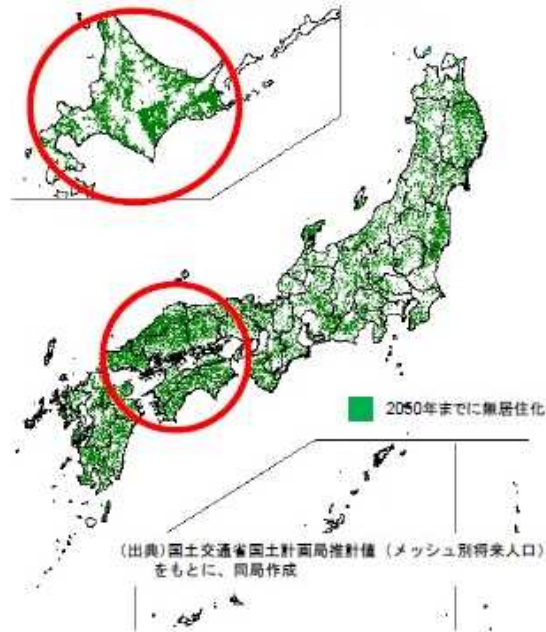 2050年までに無居住化
（出典）国土交通省国土計画局推計値（メッシュ別将来人口）
をもとに、同局作成